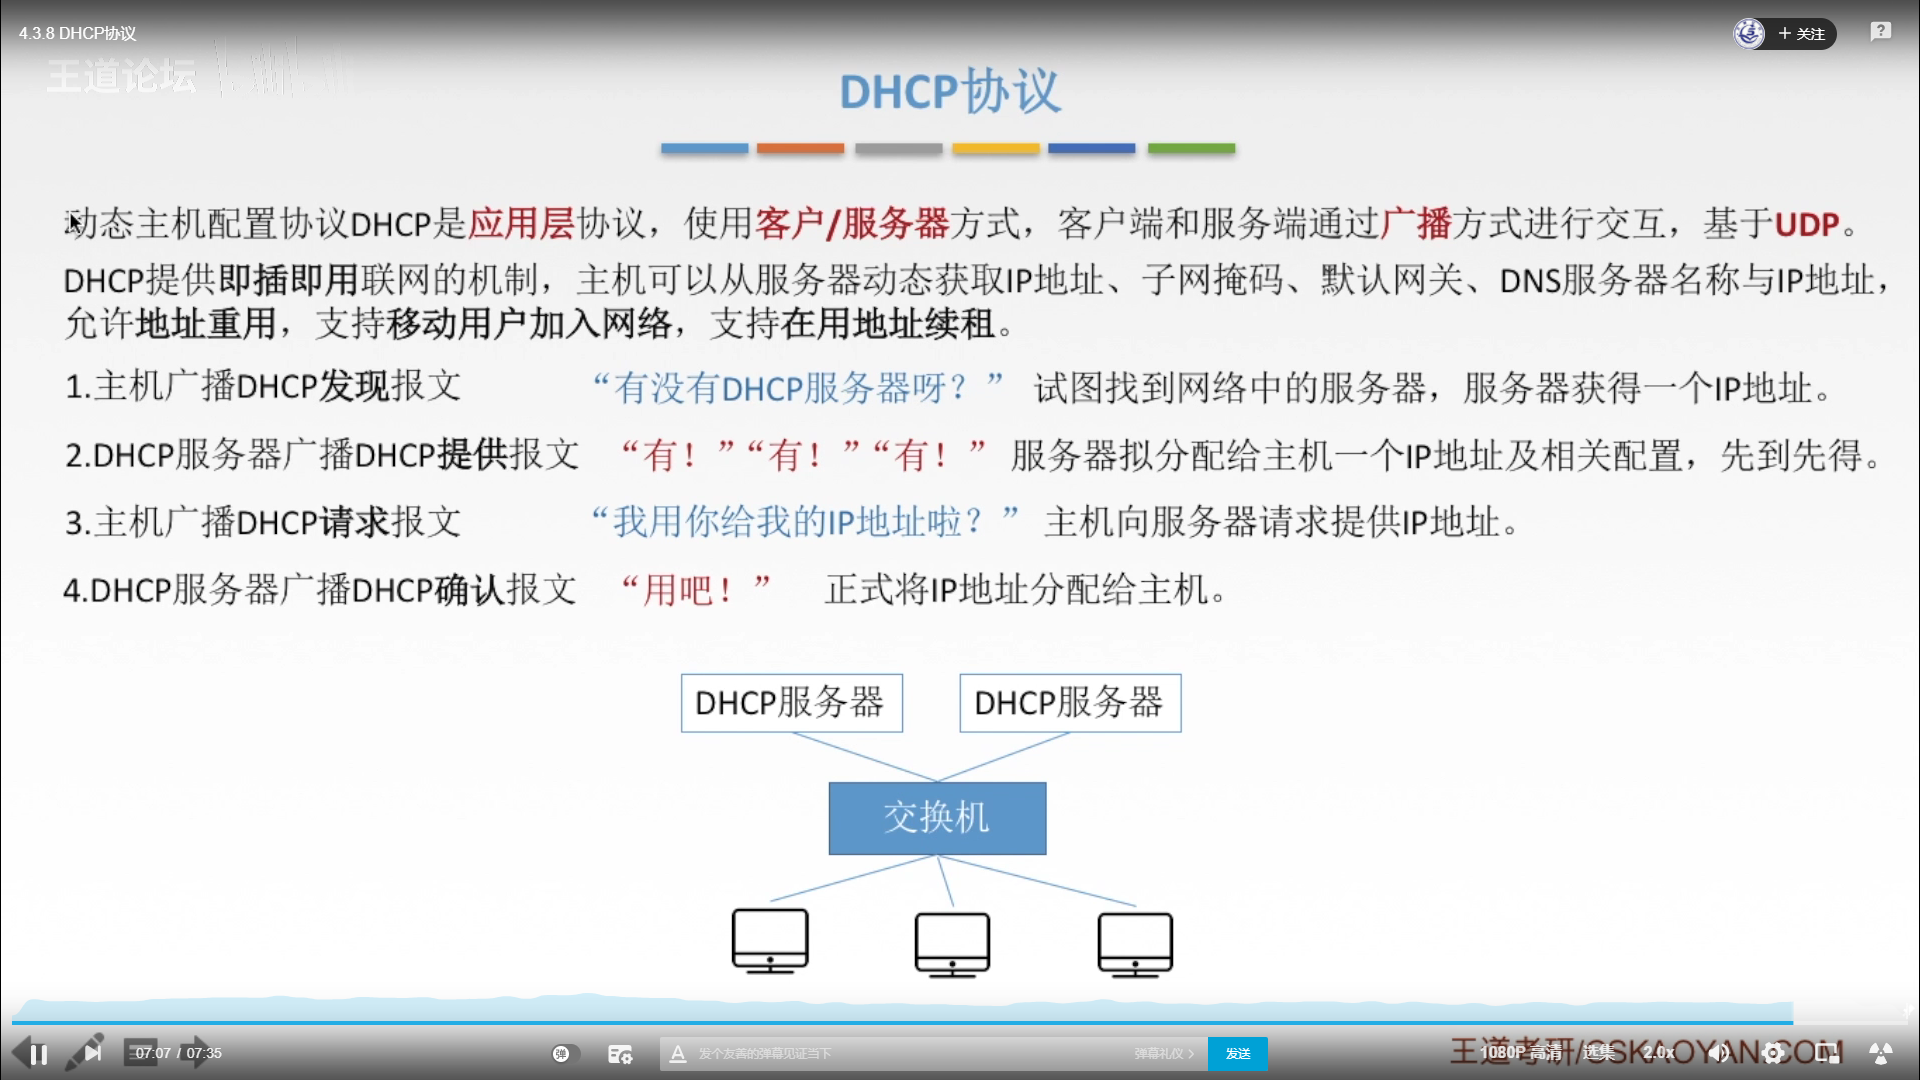 4.3.8 DHCP协议
+ 关注
王道论坛
DHCP协议
动态主机配置协议DHCP是应用层协议，使用客户/服务器方式，客户端和服务端通过广播方式进行交互，基于UDP。
DHCP提供即插即用联网的机制，主机可以从服务器动态获取IP地址、子网掩码、默认网关、DNS服务器名称与IP地址，
允许地址重用，支持移动用户加入网络，支持在用地址续租。
1.主机广播DHCP发现报文 “有没有DHCP服务器呀？” 试图找到网络中的服务器，服务器获得一个IP地址。
2.DHCP服务器广播DHCP提供报文 “有！”“有！”“有！” 服务器拟分配给主机一个IP地址及相关配置，先到先得。
3.主机广播DHCP请求报文 “我用你给我的IP地址啦？” 主机向服务器请求提供IP地址。
4.DHCP服务器广播DHCP确认报文 “用吧！” 正式将IP地址分配给主机。
DHCP服务器 DHCP服务器
交换机
07:07 / 07:35
弹
发个友善的弹幕见证当下
弹幕礼仪 >
发送
1080P 高清
选集
2.0x
王道考研/CSKAOYAN.COM